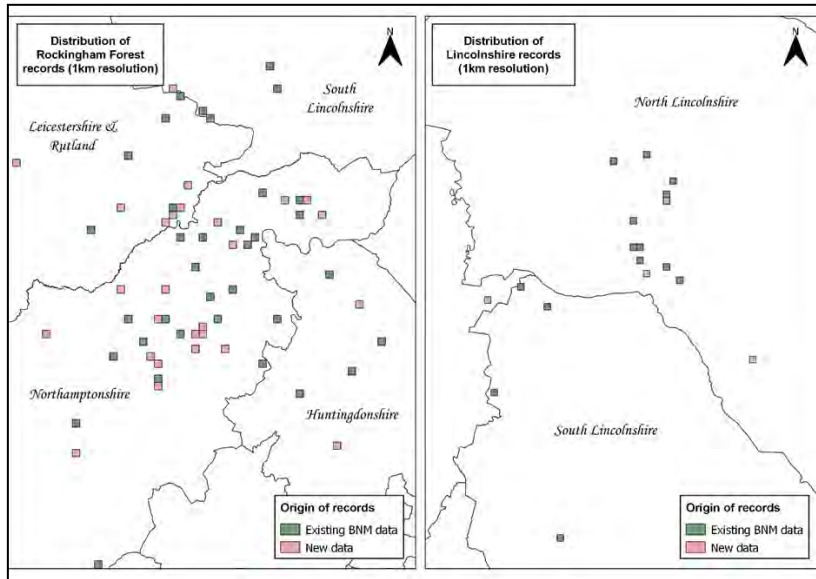 Distribution of
Rockingham Forest
records (1km resolution)
N
South
Lincolnshire
Leicestershire &
Rutland
Northamptonshire
Huntingdonshire
Origin of records
Existing BNM data
New data
Distribution of
Lincolnshire records
(1km resolution)
N
North Lincolnshire
South Lincolnshire
Origin of records
Existing BNM data
New data